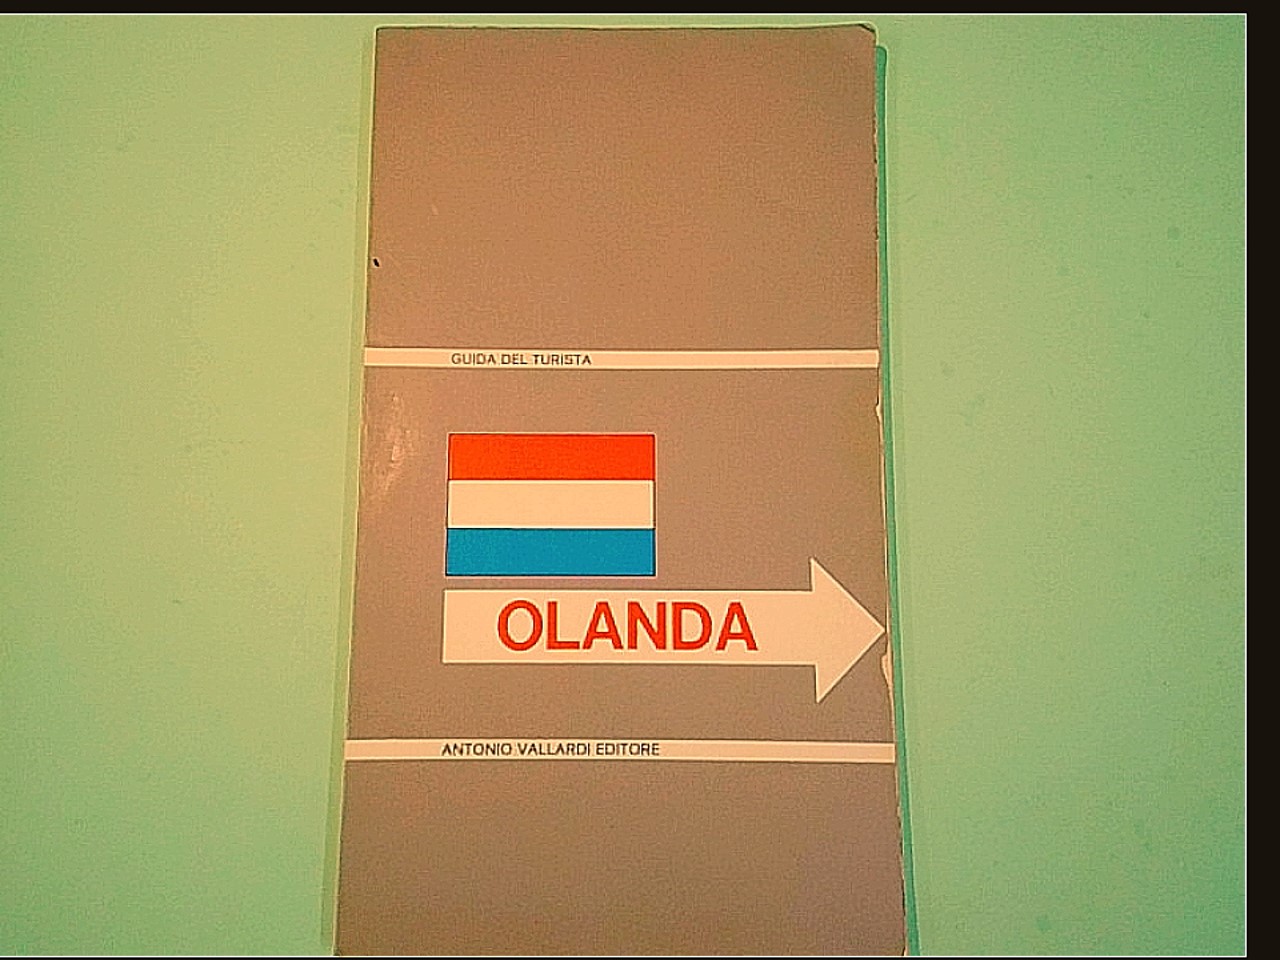 GUIDA DEL TURISTA
OLANDA
ANTONIO VALLARDI EDITORE